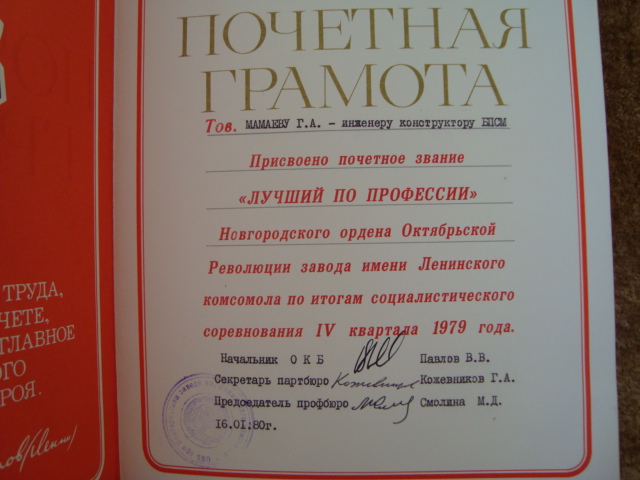 ПОЧЕТНАЯ
ГРАМОТА
Тов. МАМАЕВУ Г.А. – инженеру конструктору БПСМ
Присвоено почетное звание
«ЛУЧШИЙ ПО ПРОФЕССИИ»
Новгородского ордена Октябрьской
Революции завода имени Ленинского
комсомола по итогам социалистического
соревнования IV квартала 1979 года.
Начальник ОКБ Павлов В.В.
Секретарь партбюро Кожевников Г.А.
Председатель профбюро Смолина М.Д.
16.01.80г.
ТРУДА,
ЧЕТЕ,
ГЛАВНОЕ
ОГО
РОЯ.